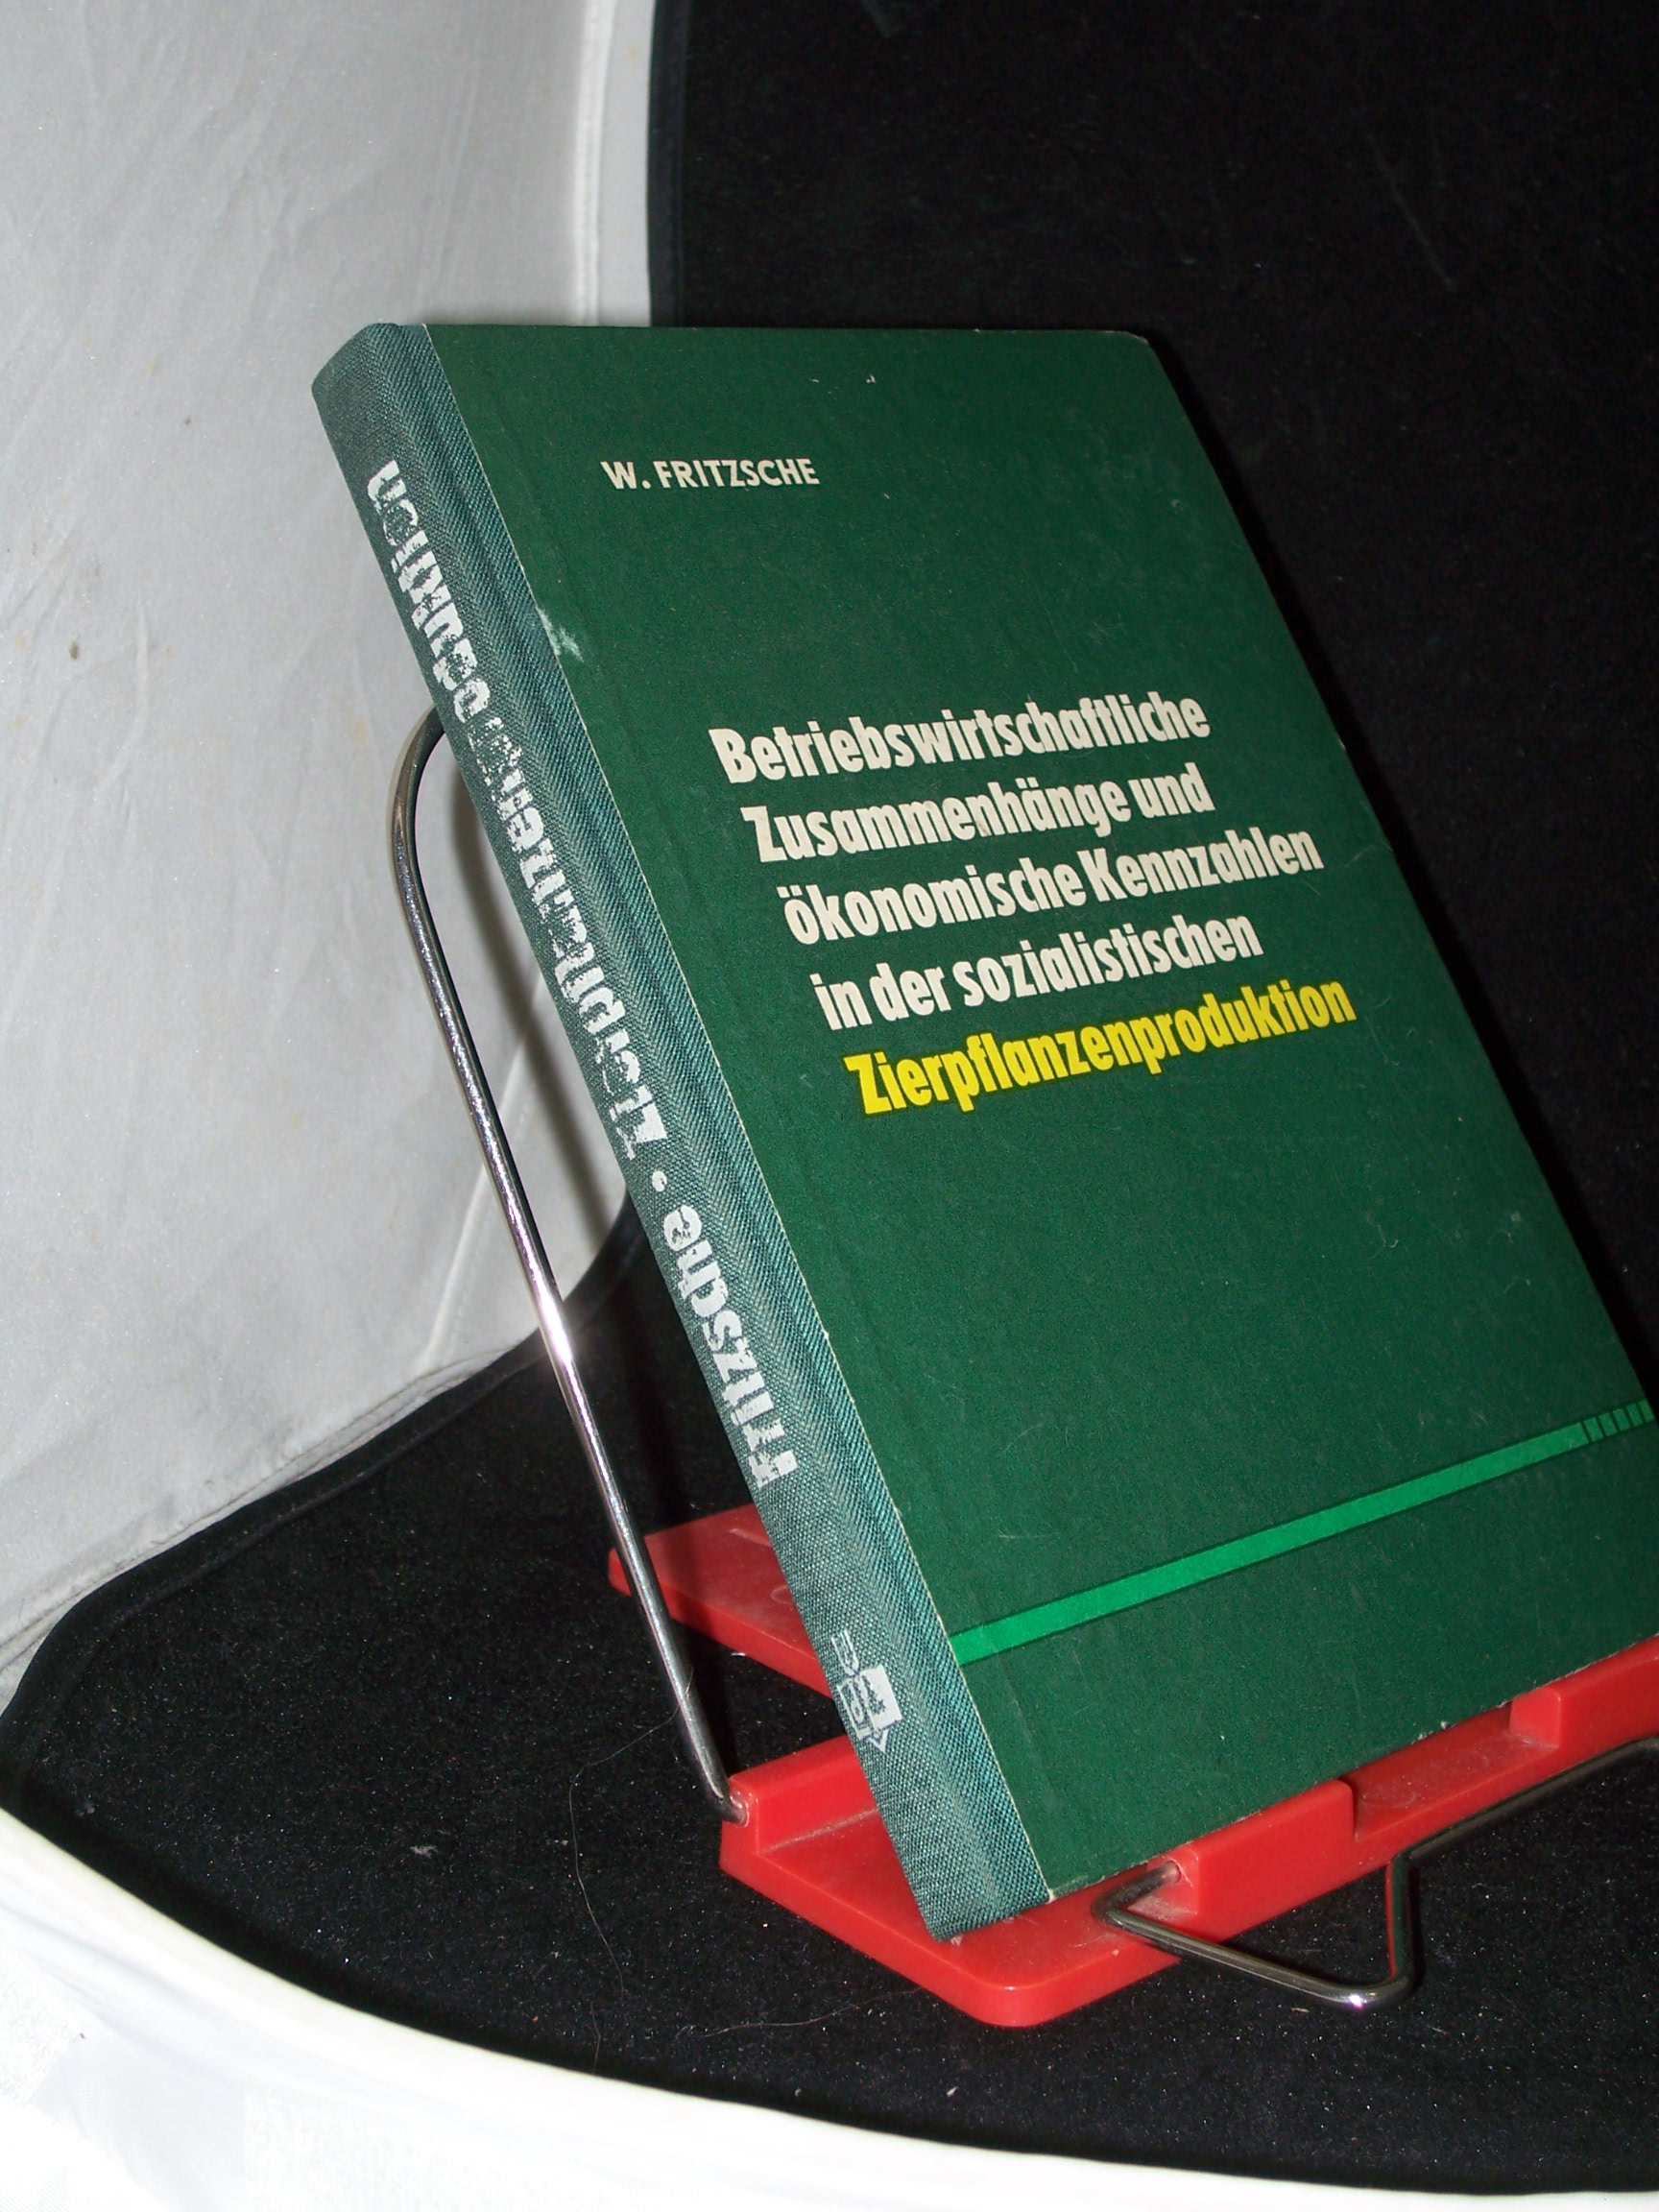 W. FRITZSCHE
Betriebswirtschaftliche
Zusammenhänge und
ökonomische Kennzahlen
in der sozialistischen
Zierpflanzenproduktion
Fritzsche • Zierpflanzenproduktion